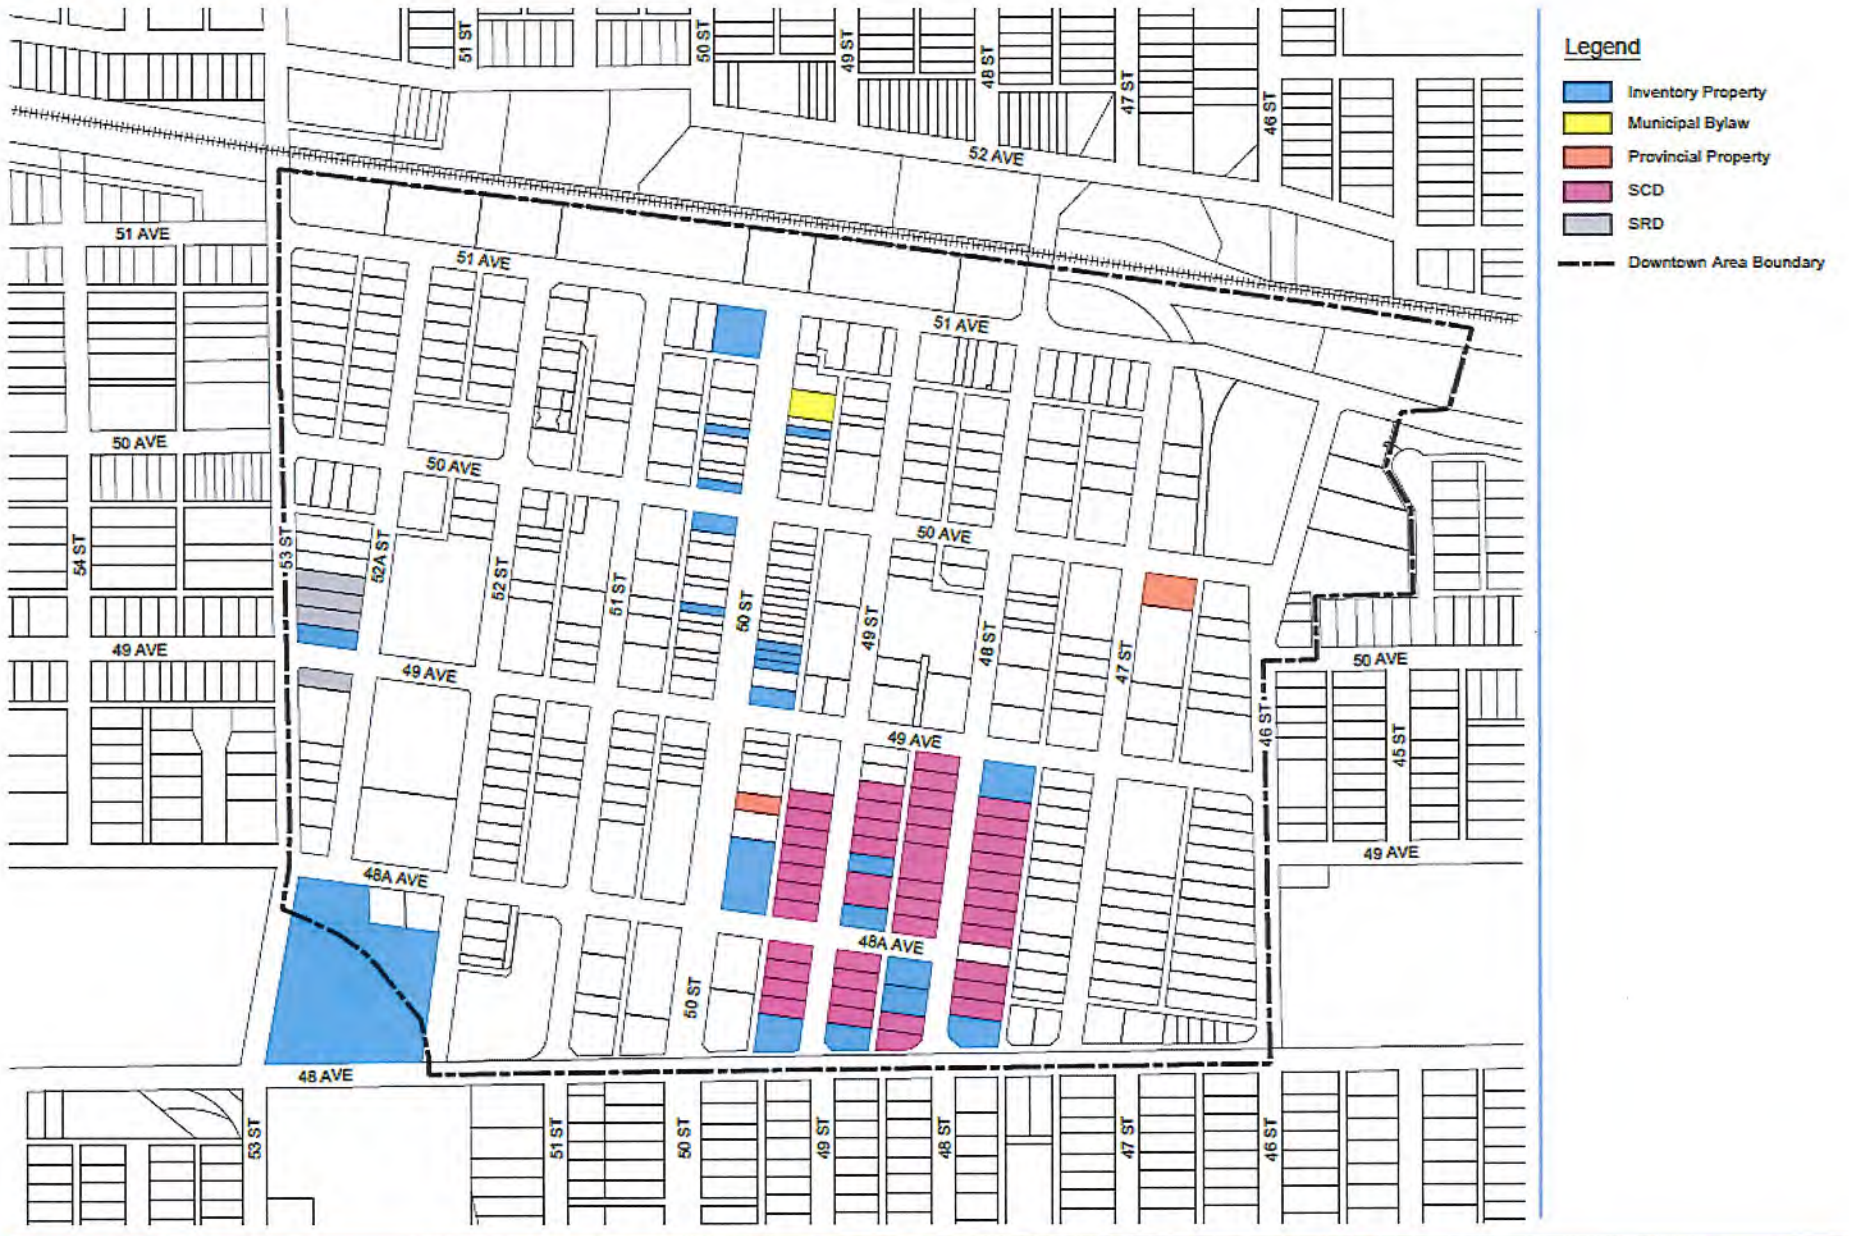 51 ST
50 ST
49 ST
48 ST
47 ST
46 ST
52 AVE
51 AVE
51 AVE
51 AVE
50 AVE
50 AVE
50 AVE
54 ST
53 ST
52A ST
52 ST
51 ST
50 ST
49 ST
48 ST
47 ST
49 AVE
49 AVE
50 AVE
46 ST
45 ST
49 AVE
49 AVE
48A AVE
48A AVE
50 ST
48 AVE
53 ST
51 ST
50 ST
49 ST
48 ST
47 ST
46 ST
Legend
Inventory Property
Municipal Bylaw
Provincial Property
SCD
SRD
Downtown Area Boundary